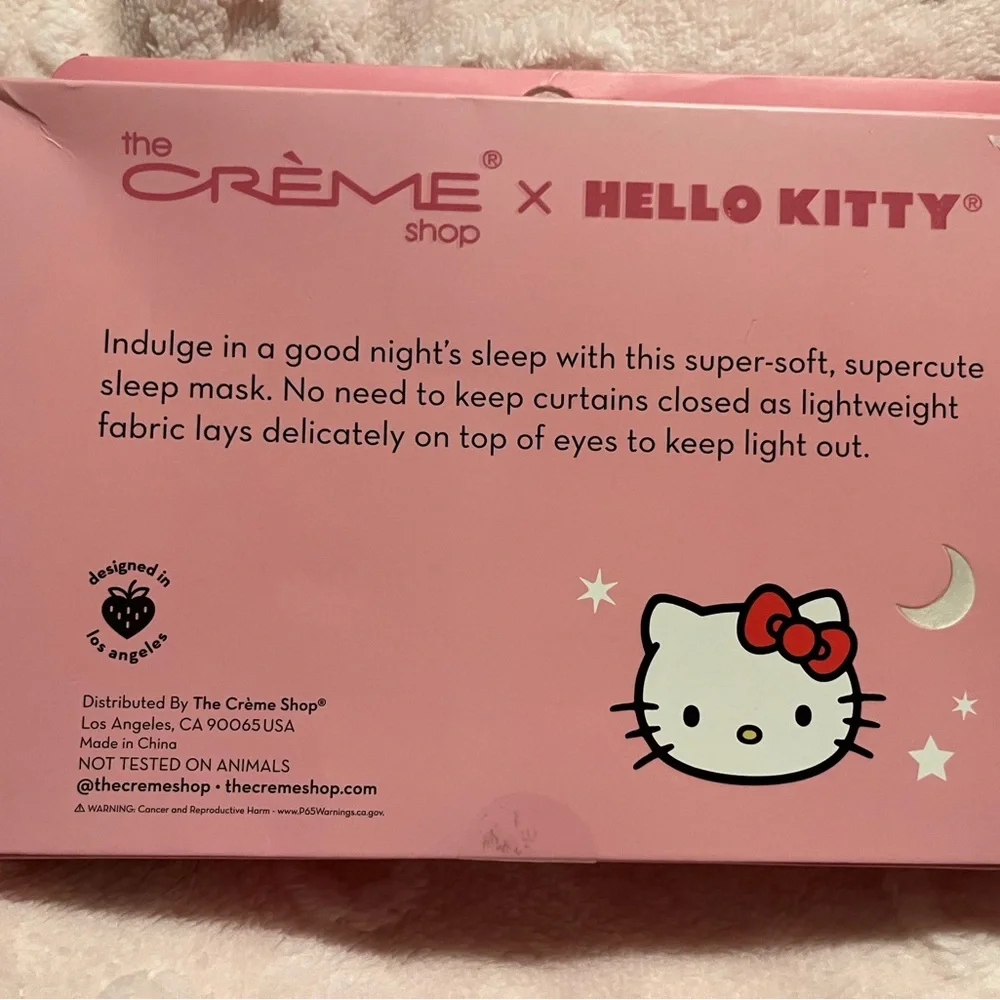 the
CRÈME® × HELLO KITTY®
shop
Indulge in a good night's sleep with this super-soft, supercute
sleep mask. No need to keep curtains closed as lightweight
fabric lays delicately on top of eyes to keep light out.
designed in
los angeles
Distributed By The Crème Shop®
Los Angeles, CA 90065 USA
Made in China
NOT TESTED ON ANIMALS
@thecremeshop • thecremeshop.com
⚠ WARNING: Cancer and Reproductive Harm - www.P65Warnings.ca.gov.